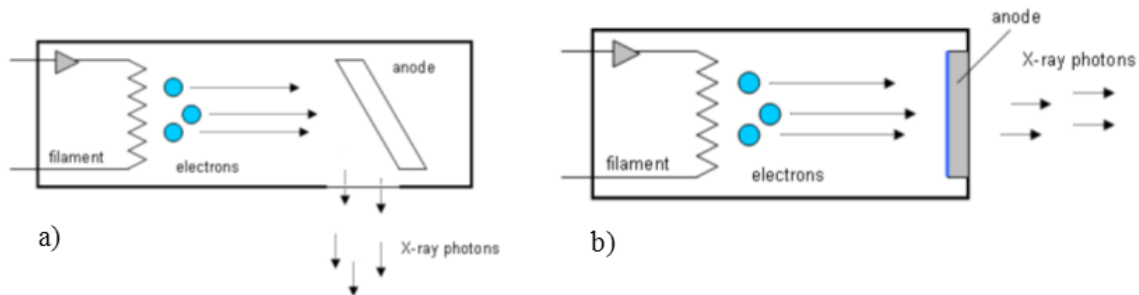 anode
filament
electrons
X-ray photons
a)
anode
X-ray photons
filament
electrons
b)